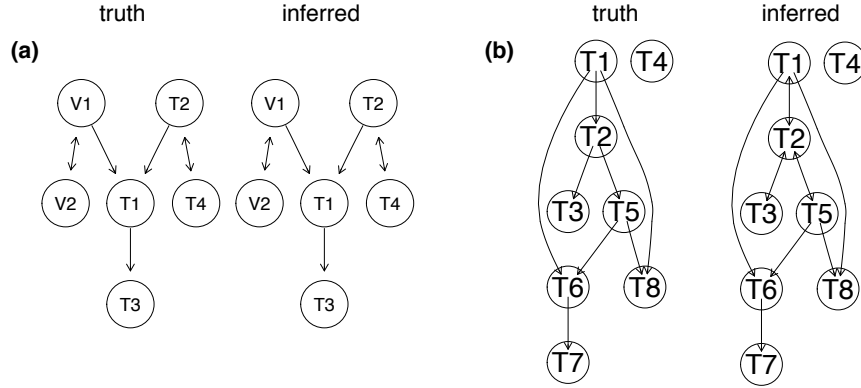 truth inferred
(a)
V1 T2
V2 T1 T4
T3
V1 T2
V2 T1 T4
T3
truth inferred
(b)
T1 T4
T2
T3 T5
T6 T8
T7
T1 T4
T2
T3 T5
T6 T8
T7